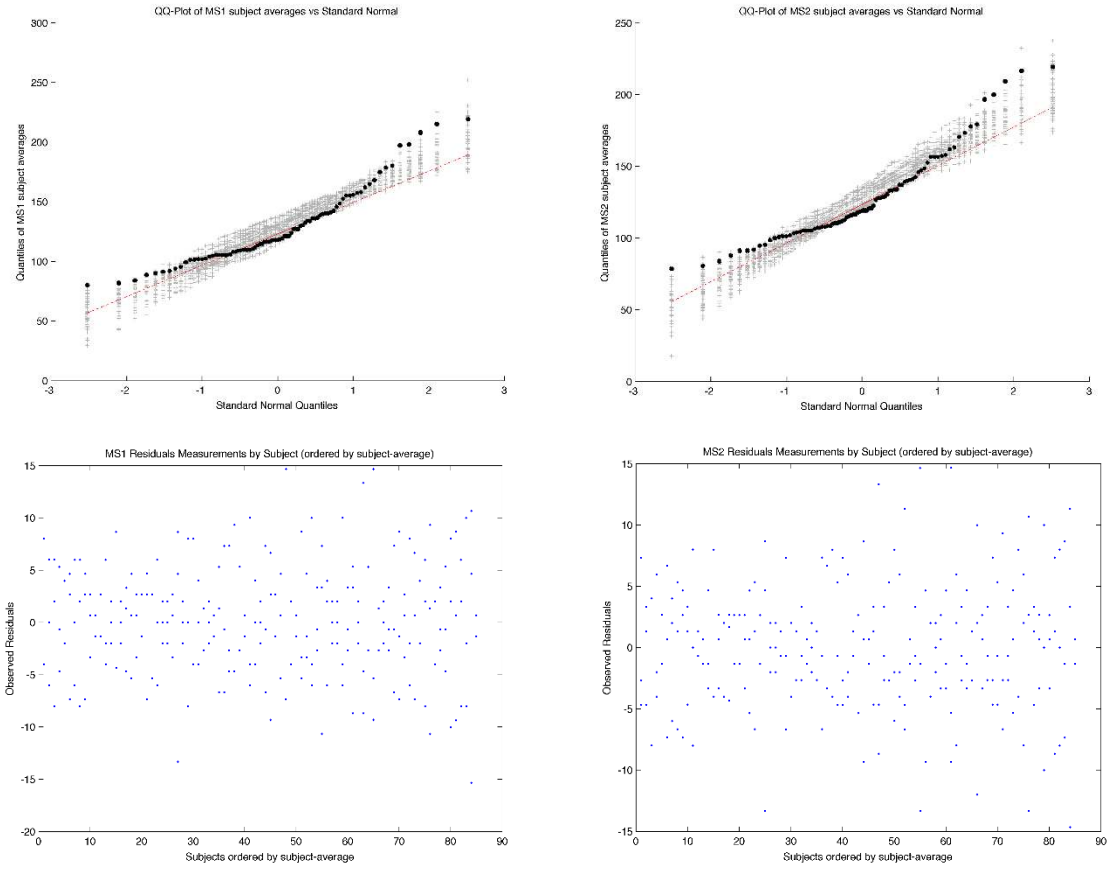 QQ-Plot of MS1 subject averages vs Standard Normal
300
250
200
150
100
50
0
Quantiles of MS1 subject averages
-3 -2 -1 0 1 2 3
Standard Normal Quantiles
QQ-Plot of MS2 subject averages vs Standard Normal
250
200
150
100
50
0
Quantiles of MS2 subject averages
-3 -2 -1 0 1 2 3
Standard Normal Quantiles
MS1 Residuals Measurements by Subject (ordered by subject-average)
15
10
5
0
-5
-10
-15
-20
Observed Residuals
0 10 20 30 40 50 60 70 80 90
Subjects ordered by subject-average
MS2 Residuals Measurements by Subject (ordered by subject-average)
15
10
5
0
-5
-10
-15
Observed Residuals
0 10 20 30 40 50 60 70 80 90
Subjects ordered by subject-average